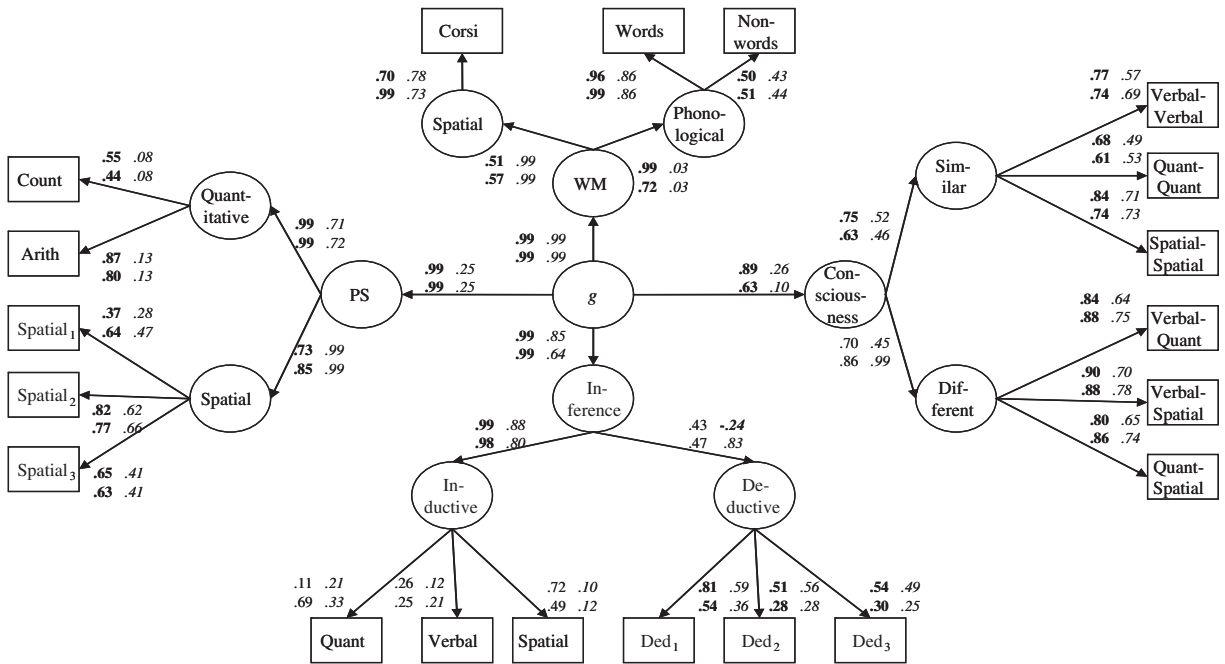 Corsi
Words
Non-
words
.70 .78
.99 .73
.96 .86
.99 .86
.50 .43
.51 .44
Spatial
Phono-
logical
.51 .99
.57 .99
WM
.99 .03
.72 .03
.77 .57
.74 .69
Verbal-
Verbal
Sim-
ilar
.68 .49
.61 .53
Quant-
Quant
.84 .71
.74 .73
Spatial-
Spatial
Count
.55 .08
.44 .08
Quant-
itative
Arith
.87 .13
.80 .13
.99 .71
.99 .72
.99 .99
.99 .99
.75 .52
.63 .46
PS
.99 .25
.99 .25
g
.89 .26
.63 .10
Con-
scious-
ness
.70 .45
.86 .99
Spatial1
.37 .28
.64 .47
.73 .99
.85 .99
.99 .85
.99 .64
.84 .64
.88 .75
Verbal-
Quant
Spatial2
.82 .62
.77 .66
Spatial
In-
ference
Dif-
ferent
.90 .70
.88 .78
Verbal-
Spatial
Spatial3
.65 .41
.63 .41
.80 .65
.86 .74
Quant-
Spatial
.99 .88
.98 .80
.43 -.24
.47 .83
In-
ductive
De-
ductive
.11 .21
.69 .33
.26 .12
.25 .21
.72 .10
.49 .12
.81 .59
.54 .36
.51 .56
.28 .28
.54 .49
.30 .25
Quant
Verbal
Spatial
Ded1
Ded2
Ded3